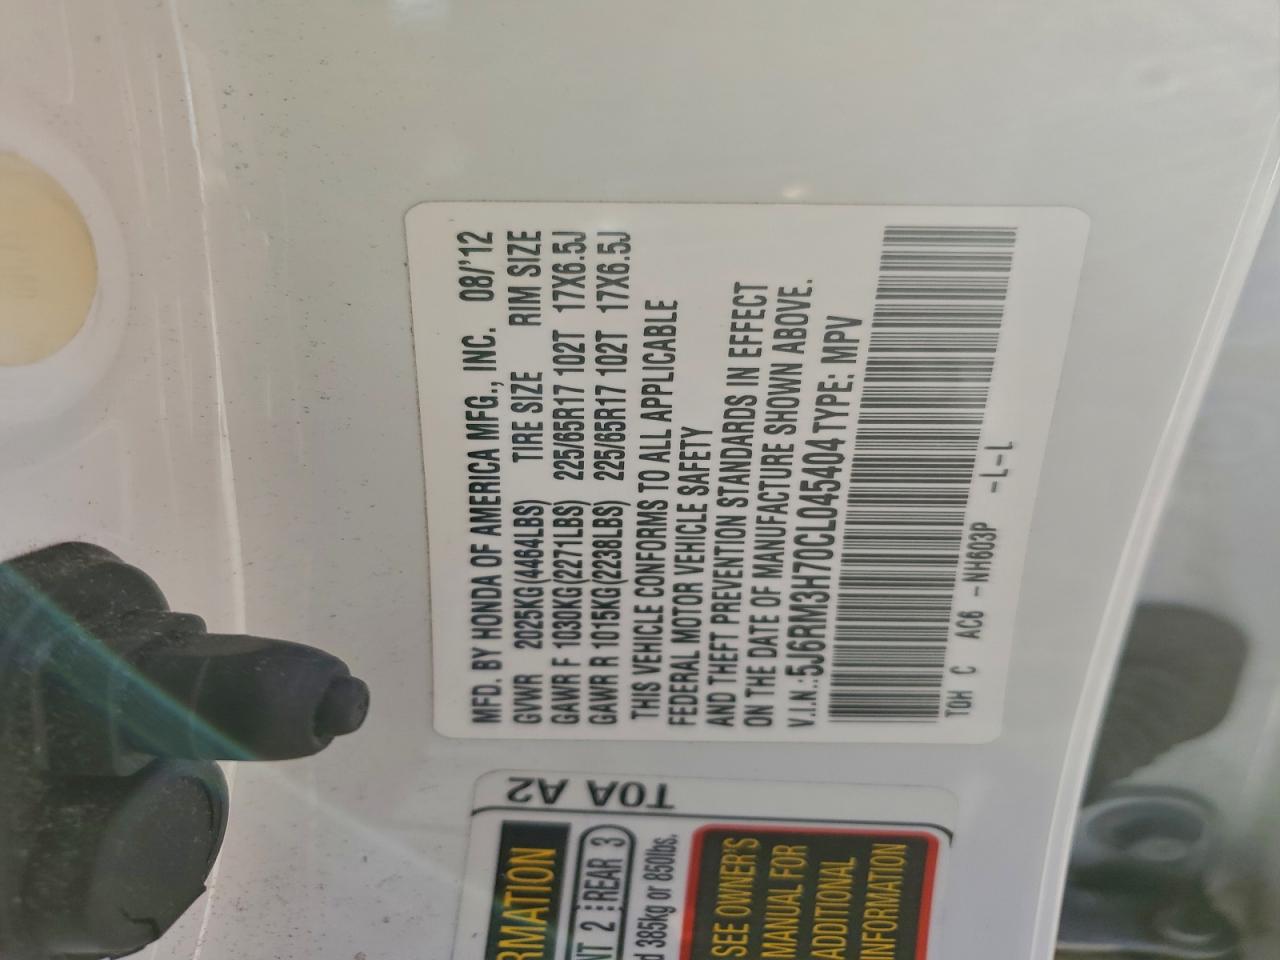 MFD. BY HONDA OF AMERICA MFG., INC. 08/'12
GVWR 2025KG(4464LBS) TIRE SIZE RIM SIZE
GAWR F 1030KG(2271LBS) 225/65R17 102T 17X6.5J
GAWR R 1015KG(2238LBS) 225/65R17 102T 17X6.5J
THIS VEHICLE CONFORMS TO ALL APPLICABLE
FEDERAL MOTOR VEHICLE SAFETY
AND THEFT PREVENTION STANDARDS IN EFFECT
ON THE DATE OF MANUFACTURE SHOWN ABOVE.
V.I.N.:5J6RM3H70CL045404 TYPE: MPV
T0H C AC6 -NH603P -L-L
T0A A2
RMATION
NT 2 REAR 3
d 385kg or 850lbs.
SEE OWNER'S
MANUAL FOR
ADDITIONAL
INFORMATION